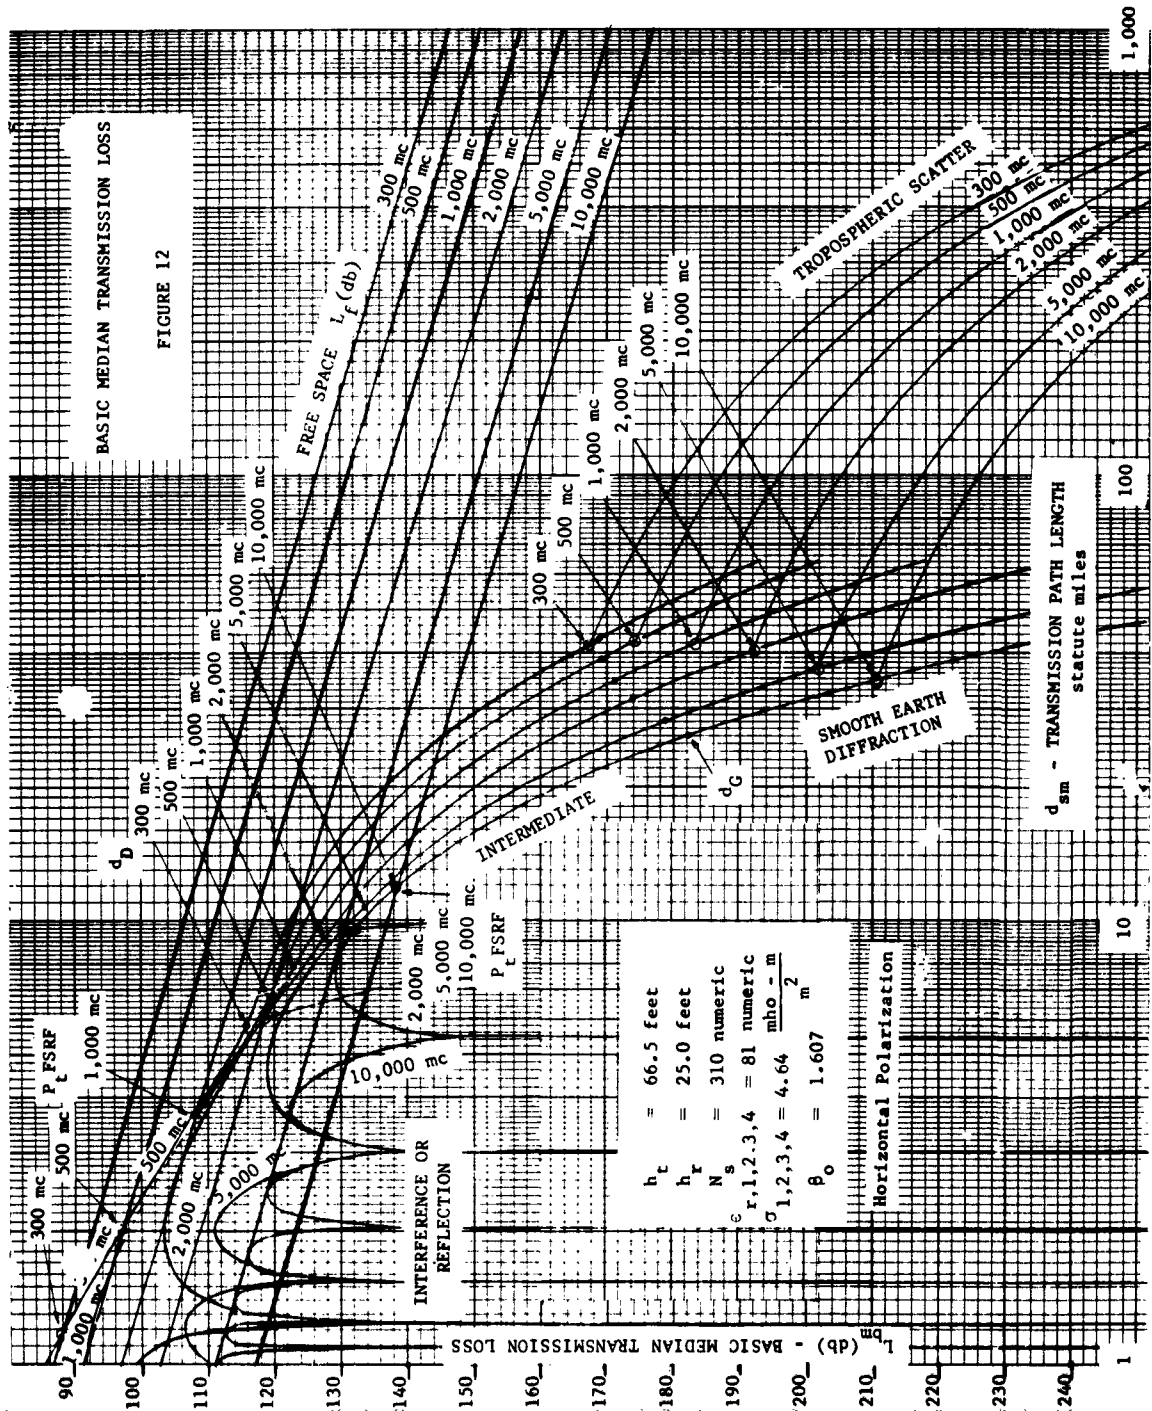 BASIC MEDIAN TRANSMISSION LOSS
FIGURE 12
FREE SPACE L_f (db)
300 mc
500 mc
1,000 mc
2,000 mc
5,000 mc
10,000 mc
TROPOSPHERIC SCATTER
300 mc
500 mc
1,000 mc
2,000 mc
5,000 mc
10,000 mc
300 mc
500 mc
1,000 mc
2,000 mc
5,000 mc
10,000 mc
d_D
300 mc
500 mc
1,000 mc
2,000 mc
5,000 mc
10,000 mc
INTERMEDIATE
d_G
SMOOTH EARTH
DIFFRACTION
P_t FSRF
300 mc
500 mc
1,000 mc
1,000 mc
mc
500 mc
2,000 mc
5,000 mc
10,000 mc
2,000 mc
5,000 mc
10,000 mc.
P_t FSRF
INTERFERENCE OR
REFLECTION
h_t = 66.5 feet
h_r = 25.0 feet
N_s = 310 numeric
ε_r,1,2.3,4 = 81 numeric
σ_1,2,3,4 = 4.64 mho - m / m^2
β_o = 1.607
Horizontal Polarization
L_bm (db) - BASIC MEDIAN TRANSMISSION LOSS
90
100
110
120
130
140
150
160
170
180
190
200
210
220
230
240
d_sm - TRANSMISSION PATH LENGTH
statute miles
1
10
100
1,000